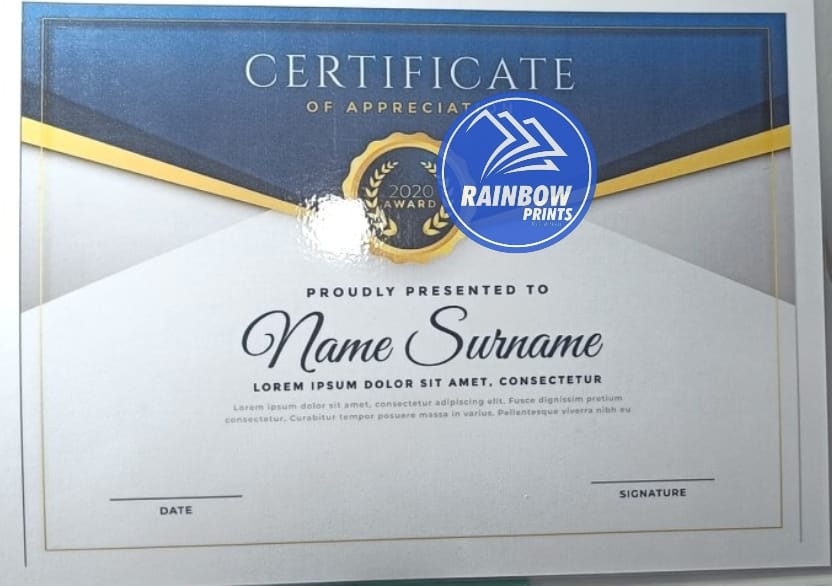 CERTIFICATE
OF APPRECIAT
2020
AWARD
RAINBOW
PRINTS
PROUDLY PRESENTED TO
Name Surname
LOREM IPSUM DOLOR SIT AMET, CONSECTETUR
Lorem ipsum dolor sit amet, consectetur adipiscing elit. Fusce dignissim pretium
consectetur, Curabitur tempor posuere massa in varius. Pellentesque viverra nibh eu
DATE
SIGNATURE